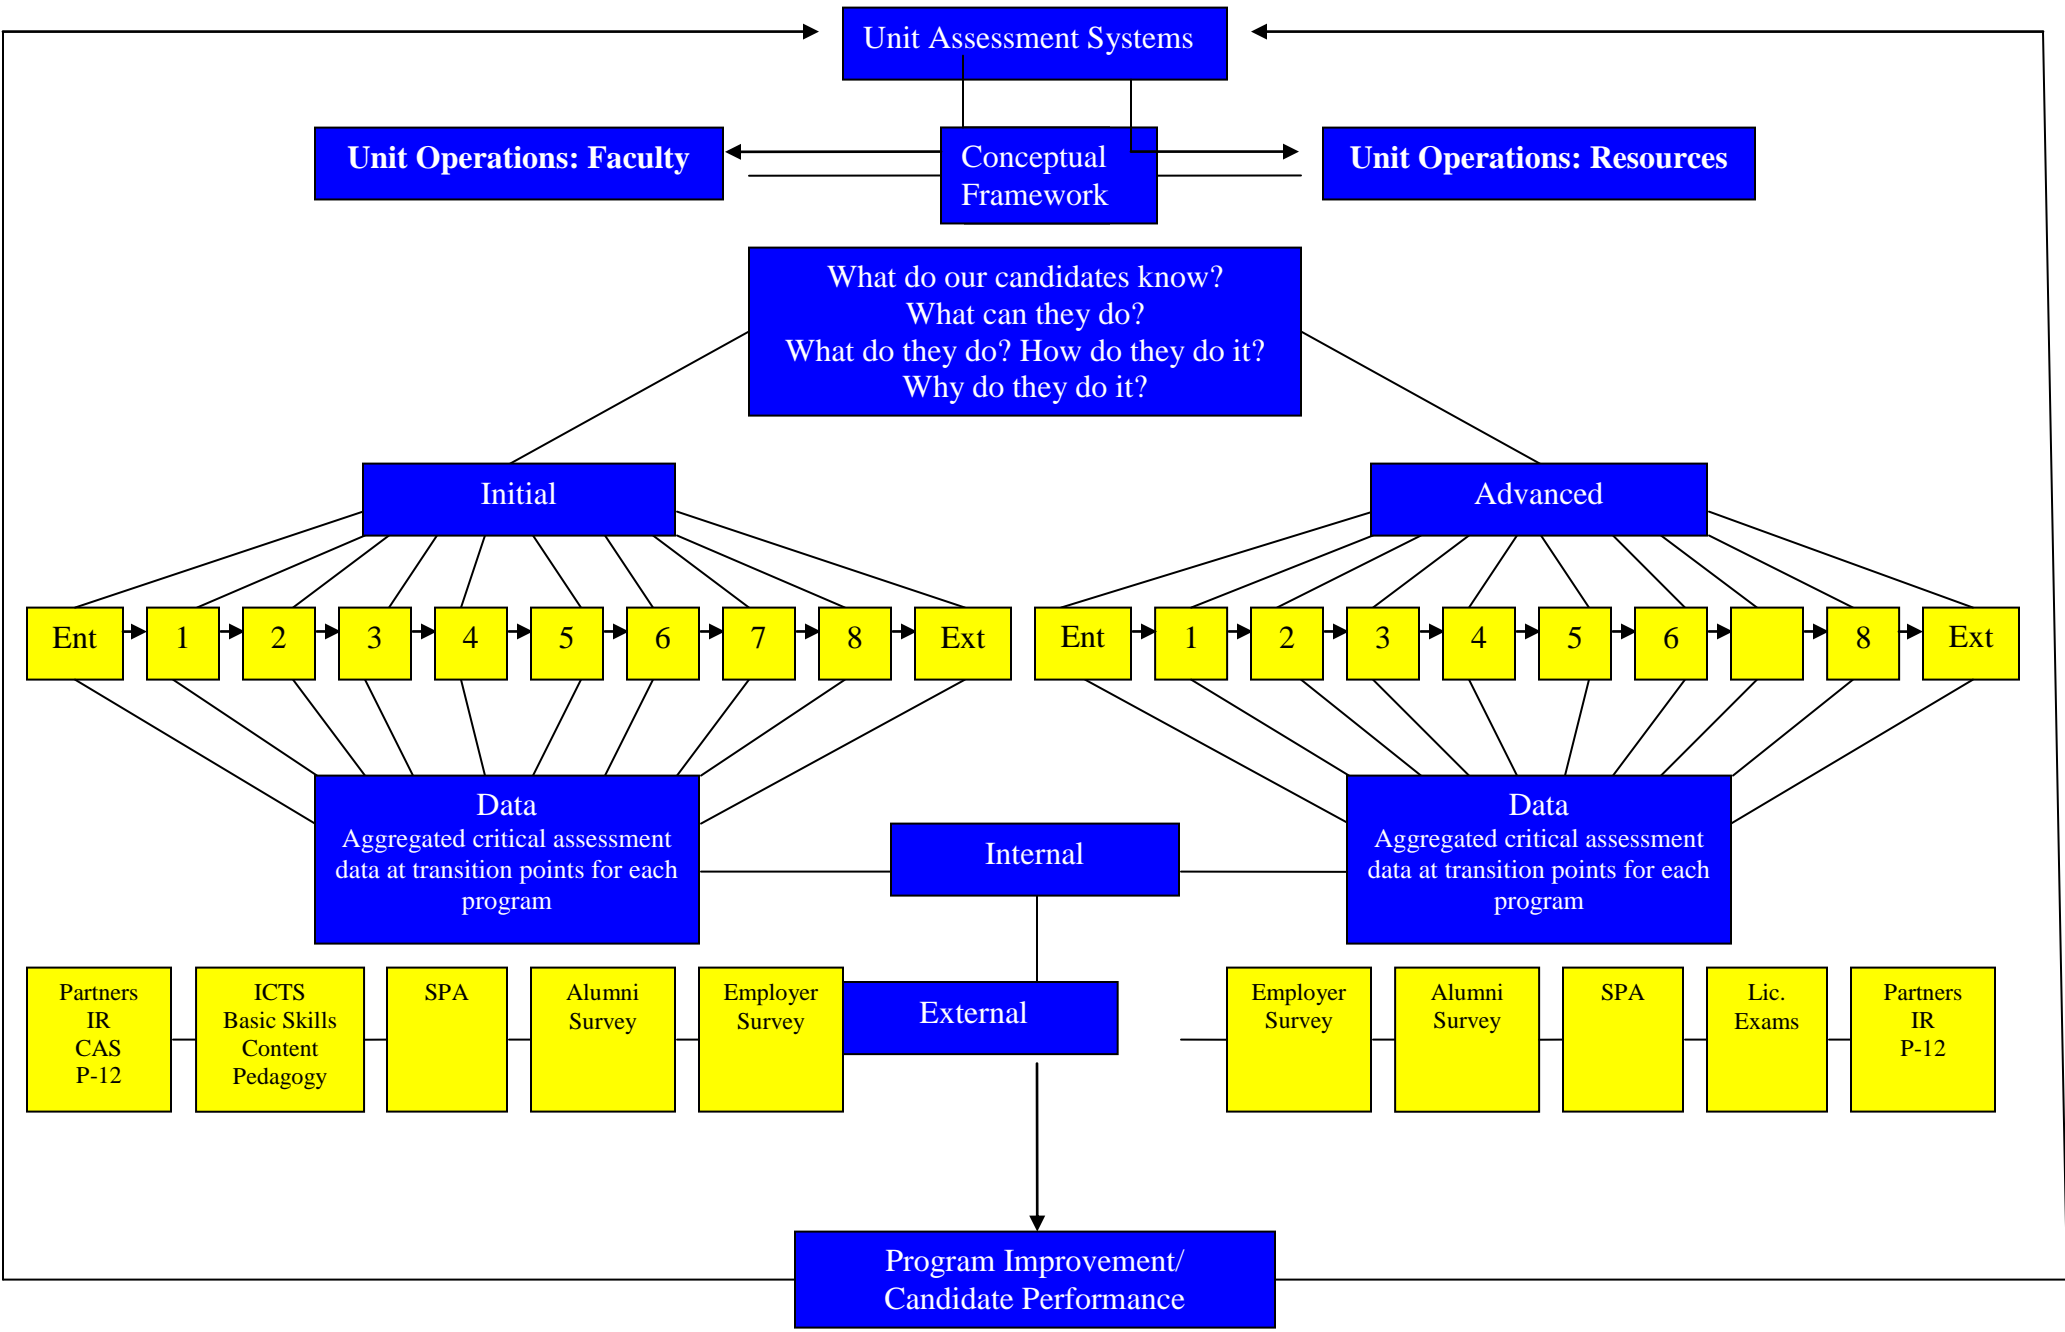 Unit Assessment Systems
Unit Operations: Faculty
Conceptual
Framework
Unit Operations: Resources
What do our candidates know?
What can they do?
What do they do? How do they do it?
Why do they do it?
Initial
Advanced
Ent
1
2
3
4
5
6
7
8
Ext
Ent
1
2
3
4
5
6
8
Ext
Data
Aggregated critical assessment
data at transition points for each
program
Internal
Data
Aggregated critical assessment
data at transition points for each
program
Partners
IR
CAS
P-12
ICTS
Basic Skills
Content
Pedagogy
SPA
Alumni
Survey
Employer
Survey
External
Employer
Survey
Alumni
Survey
SPA
Lic.
Exams
Partners
IR
P-12
Program Improvement/
Candidate Performance